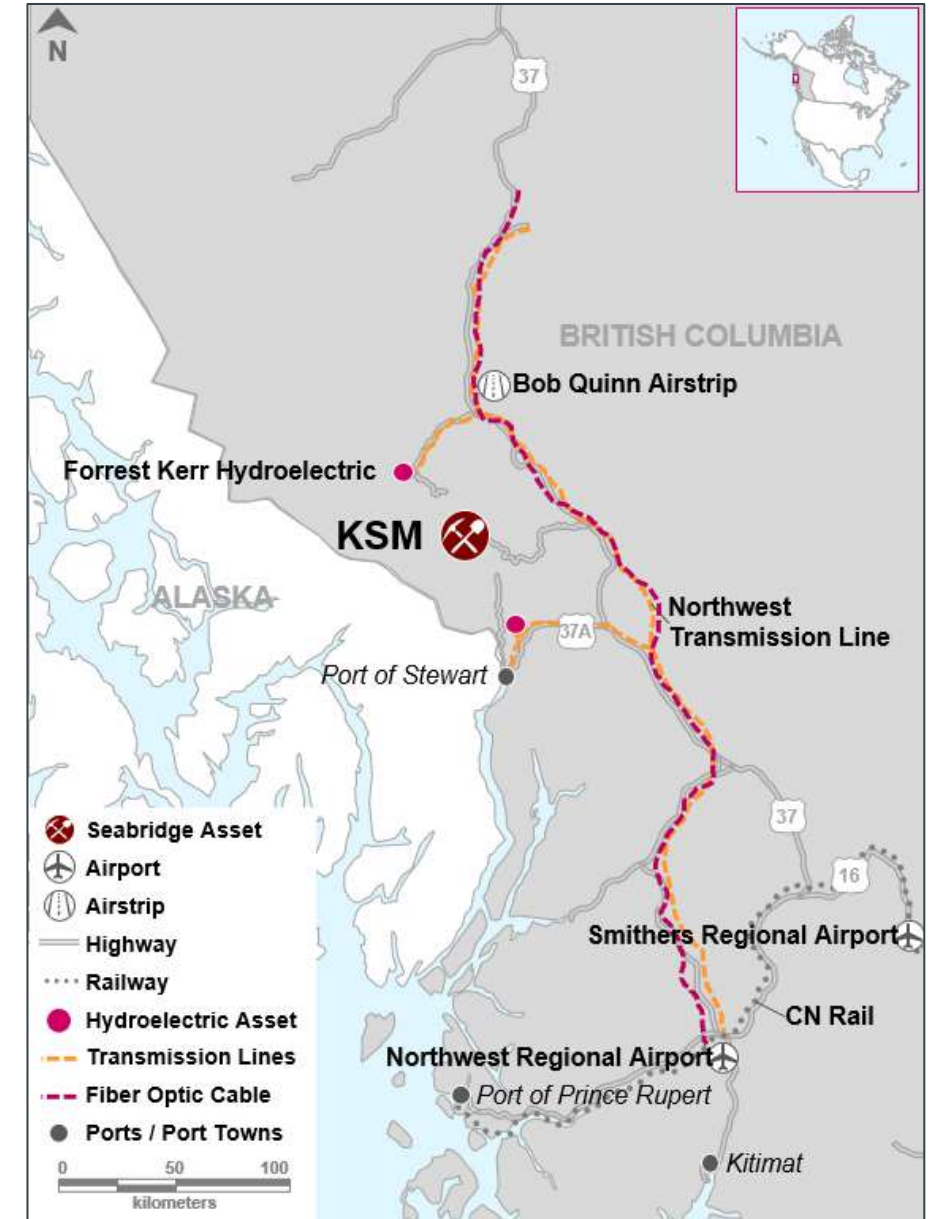 N
37
BRITISH COLUMBIA
Bob Quinn Airstrip
Forrest Kerr Hydroelectric
KSM
ALASKA
Northwest
Transmission Line
37A
Port of Stewart
37
16
Smithers Regional Airport
CN Rail
Northwest Regional Airport
Port of Prince Rupert
Kitimat
Seabridge Asset
Airport
Airstrip
Highway
Railway
Hydroelectric Asset
Transmission Lines
Fiber Optic Cable
Ports / Port Towns
0 50 100
kilometers